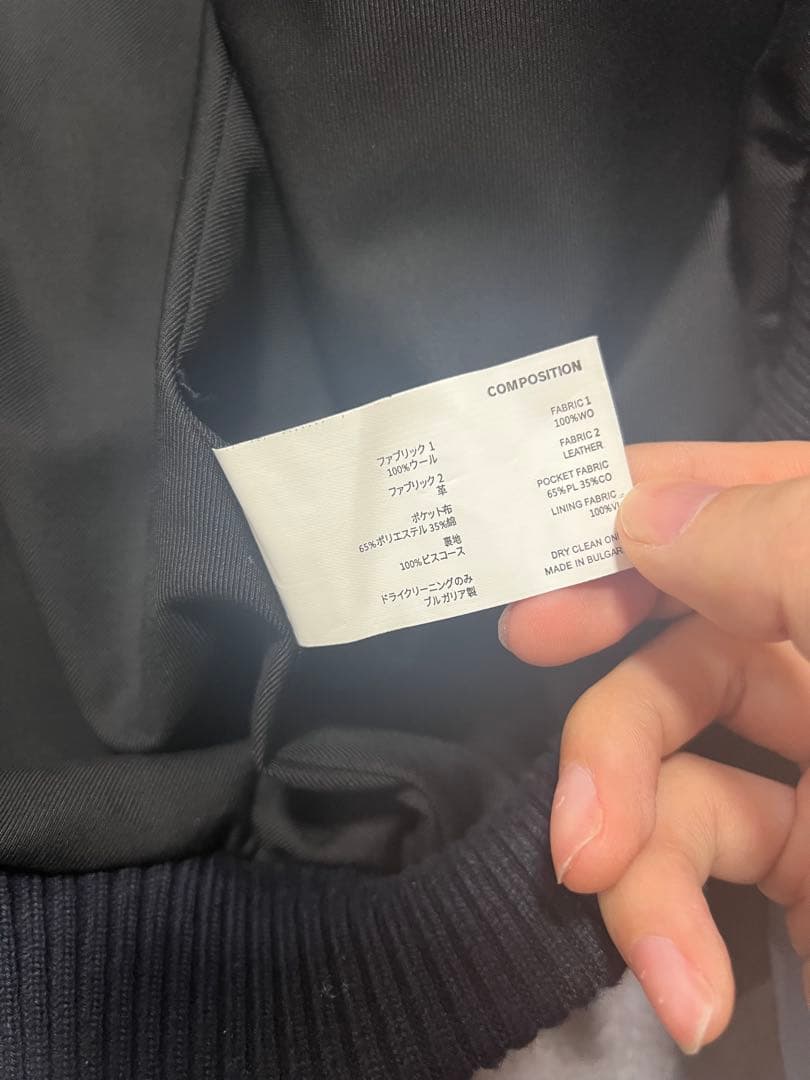 COMPOSITION
FABRIC 1
100%WO
FABRIC 2
LEATHER
POCKET FABRIC
65%PL 35%CO
LINING FABRIC
DRY CLEAN
MADE IN
ファブリック 1
100%ウール
ファブリック 2
革
ポケット布
65%ポリエステル 35%綿
裏地
100%ビスコース
ドライクリーニングのみ
ブルガリア製